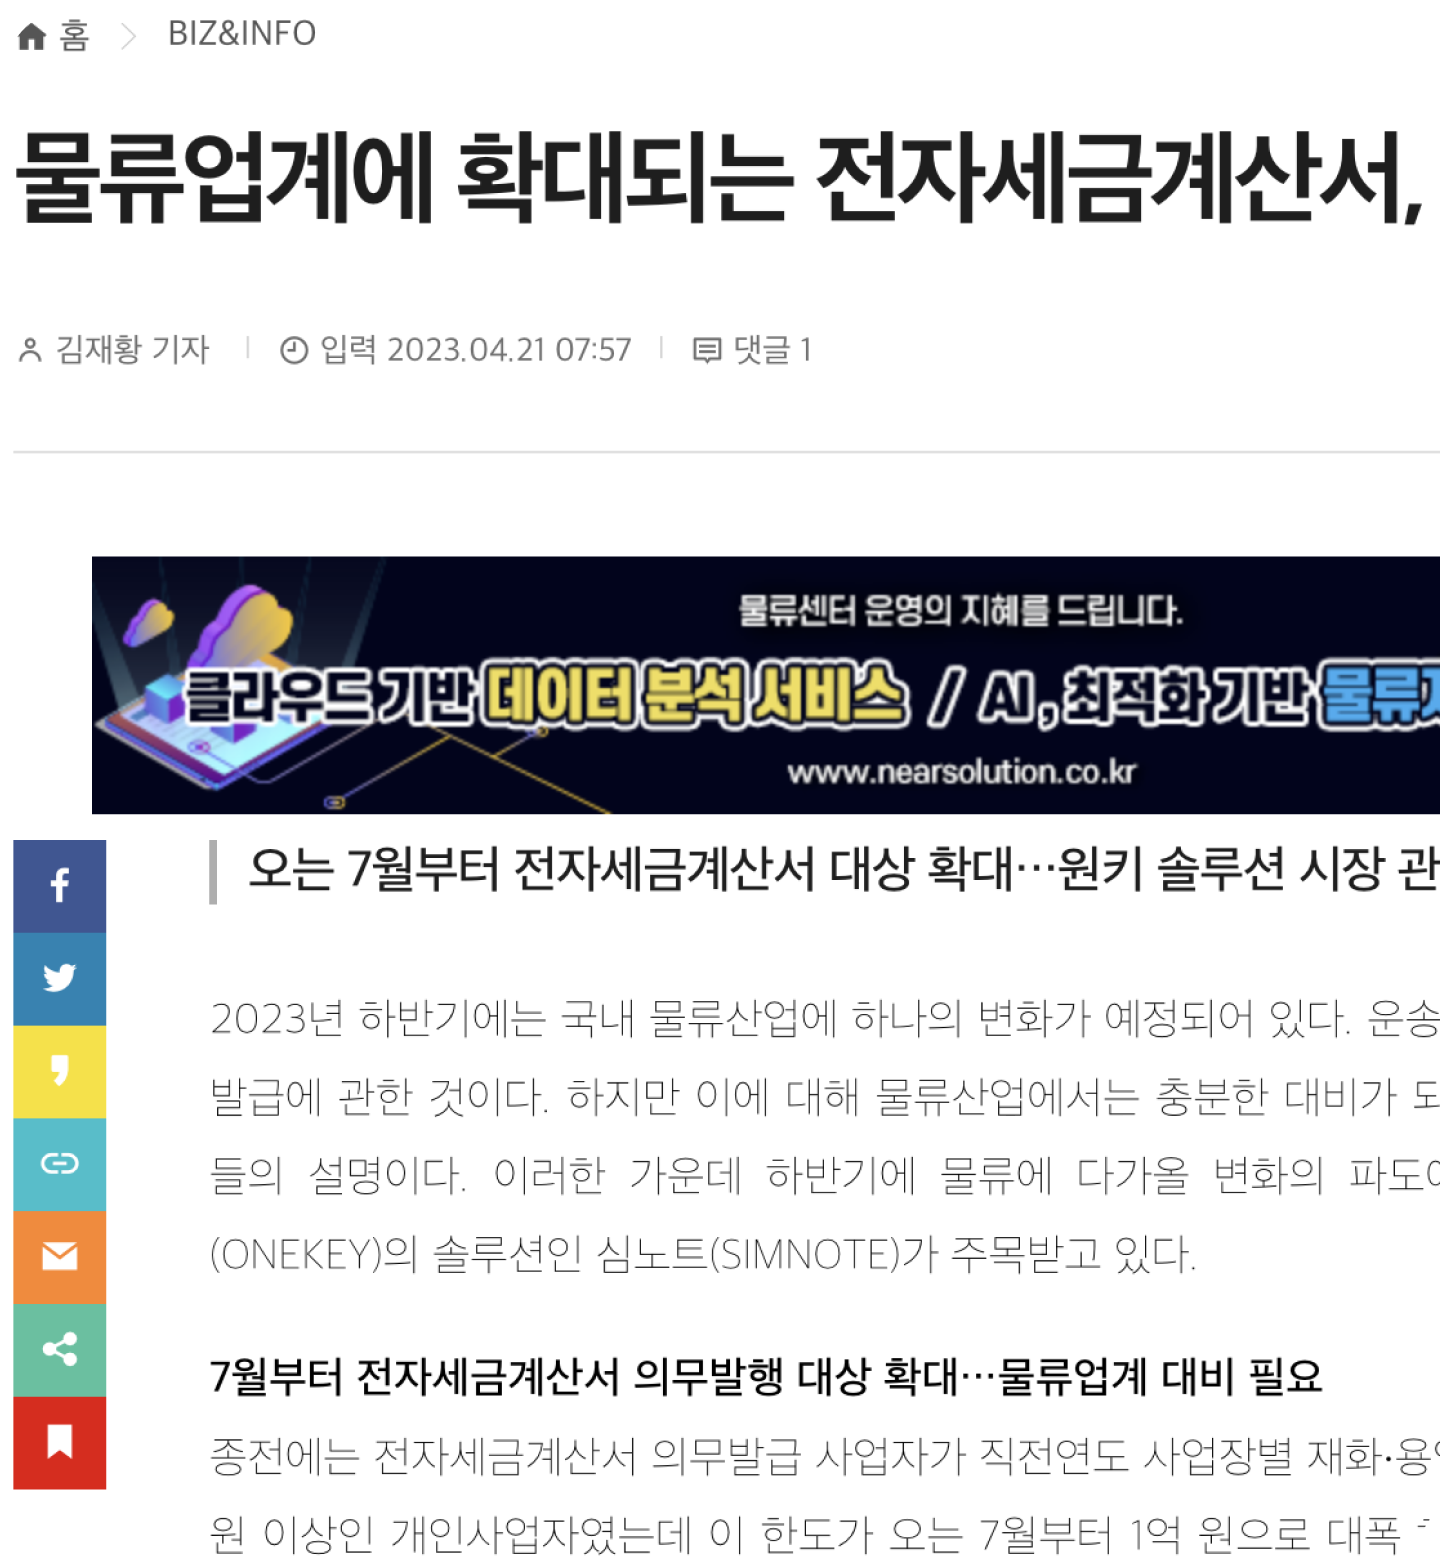 홈 > BIZ&INFO
물류업계에 확대되는 전자세금계산서,
김재황 기자 | 입력 2023.04.21 07:57 | 댓글 1
물류센터 운영의 지혜를 드립니다.
클라우드 기반 데이터 분석 서비스 / AI, 최적화 기반 물류
www.nearsolution.co.kr
오는 7월부터 전자세금계산서 대상 확대…원키 솔루션 시장 관
2023년 하반기에는 국내 물류산업에 하나의 변화가 예정되어 있다. 운송
발급에 관한 것이다. 하지만 이에 대해 물류산업에서는 충분한 대비가 되
들의 설명이다. 이러한 가운데 하반기에 물류에 다가올 변화의 파도
(ONEKEY)의 솔루션인 심노트(SIMNOTE)가 주목받고 있다.
7월부터 전자세금계산서 의무발행 대상 확대…물류업계 대비 필요
종전에는 전자세금계산서 의무발급 사업자가 직전연도 사업장별 재화·용
원 이상인 개인사업자였는데 이 한도가 오는 7월부터 1억 원으로 대폭